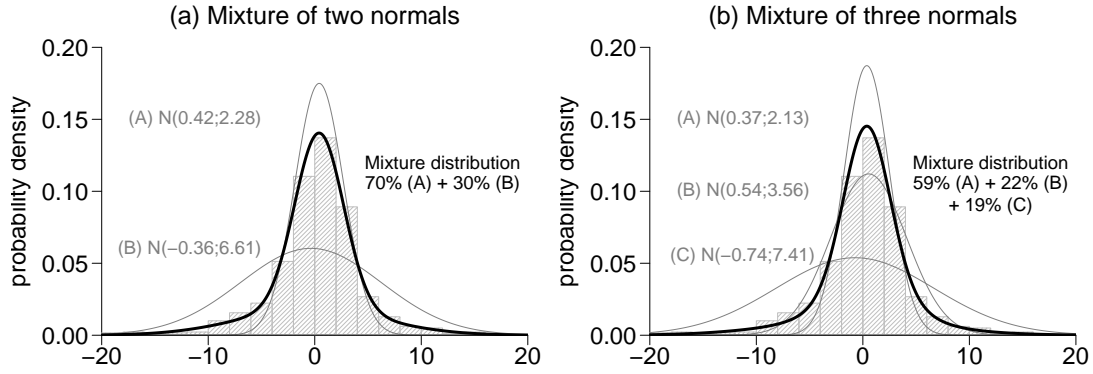 (a) Mixture of two normals
probability density
0.20
0.15
0.10
0.05
0.00
(A) N(0.42;2.28)
Mixture distribution
70% (A) + 30% (B)
(B) N(−0.36;6.61)
−20
−10
0
10
20
(b) Mixture of three normals
probability density
0.20
0.15
0.10
0.05
0.00
(A) N(0.37;2.13)
Mixture distribution
59% (A) + 22% (B)
+ 19% (C)
(B) N(0.54;3.56)
(C) N(−0.74;7.41)
−20
−10
0
10
20